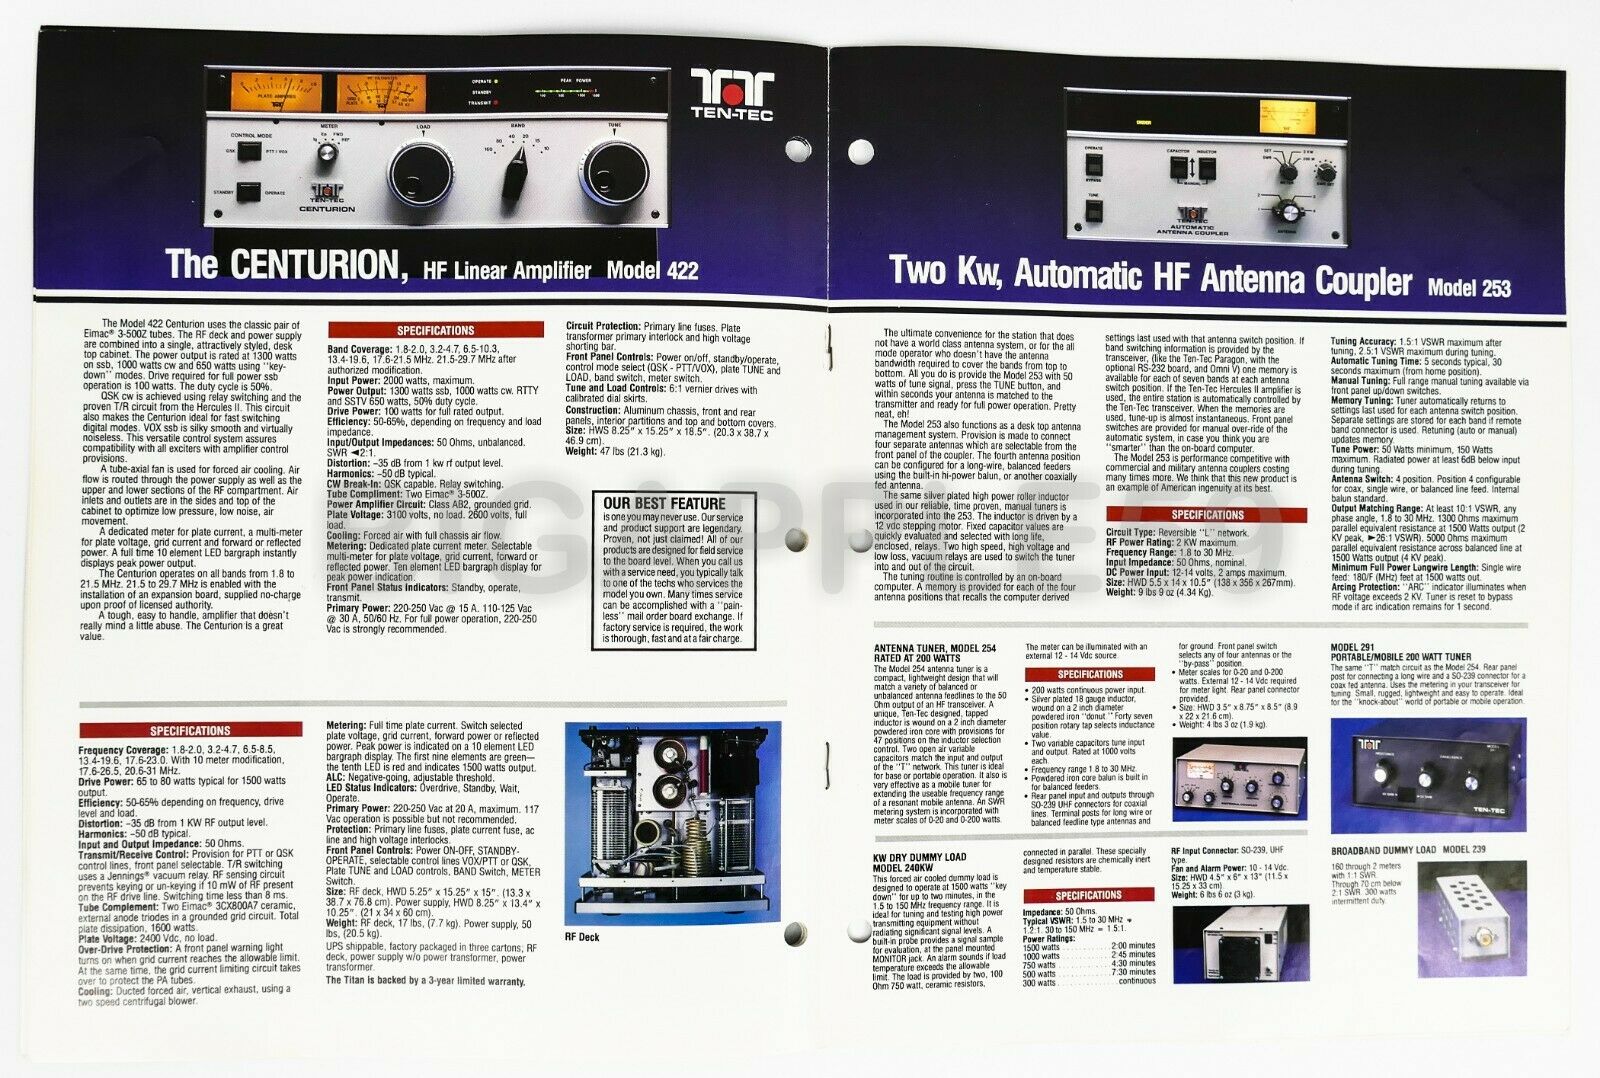 TEN-TEC
OPERATE
STANDBY
TRANSMIT
PEAK POWER
PLATE AMPERES
CONTROL MODE
METER
LOAD
BAND
TUNE
QSK
PTT / VOX
STANDBY
OPERATE
TEN-TEC
CENTURION
The CENTURION, HF Linear Amplifier Model 422
The Model 422 Centurion uses the classic pair of
Eimac® 3-500Z tubes. The RF deck and power supply
are combined into a single, attractively styled, desk
top cabinet. The power output is rated at 1300 watts
on ssb, 1000 watts cw and 650 watts using "key-
down" modes. Drive required for full power ssb
operation is 100 watts. The duty cycle is 50%.
QSK cw is achieved using relay switching and the
proven T/R circuit from the Hercules II. This circuit
also makes the Centurion ideal for fast switching
digital modes. VOX ssb is silky smooth and virtually
noiseless. This versatile control system assures
compatibility with all exciters with amplifier control
provisions.
A tube-axial fan is used for forced air cooling. Air
flow is routed through the power supply as well as the
upper and lower sections of the RF compartment. Air
inlets and outlets are in the sides and top of the
cabinet to optimize low pressure, low noise, air
movement.
A dedicated meter for plate current, a multi-meter
for plate voltage, grid current and forward or reflected
power. A full time 10 element LED bargraph instantly
displays peak power output.
The Centurion operates on all bands from 1.8 to
21.5 MHz. 21.5 to 29.7 MHz is enabled with the
installation of an expansion board, supplied no-charge
upon proof of licensed authority.
A tough, easy to handle, amplifier that doesn't
really mind a little abuse. The Centurion is a great
value.
SPECIFICATIONS
Band Coverage: 1.8-2.0, 3.2-4.7, 6.5-10.3,
13.4-19.6, 17.6-21.5 MHz. 21.5-29.7 MHz after
authorized modification.
Input Power: 2000 watts, maximum.
Power Output: 1300 watts ssb, 1000 watts cw. RTTY
and SSTV 650 watts, 50% duty cycle.
Drive Power: 100 watts for full rated output.
Efficiency: 50-65%, depending on frequency and load
impedance.
Input/Output Impedances: 50 Ohms, unbalanced.
SWR ◄2:1.
Distortion: -35 dB from 1 kw rf output level.
Harmonics: -50 dB typical.
CW Break-In: QSK capable. Relay switching.
Tube Compliment: Two Eimac® 3-500Z.
Power Amplifier Circuit: Class AB2, grounded grid.
Plate Voltage: 3100 volts, no load. 2600 volts, full
load.
Cooling: Forced air with full chassis air flow.
Metering: Dedicated plate current meter. Selectable
multi-meter for plate voltage, grid current, forward or
reflected power. Ten element LED bargraph display for
peak power indication.
Front Panel Status Indicators: Standby, operate,
transmit.
Primary Power: 220-250 Vac @ 15 A. 110-125 Vac
@ 30 A, 50/60 Hz. For full power operation, 220-250
Vac is strongly recommended.
Circuit Protection: Primary line fuses, Plate
transformer primary interlock and high voltage
shorting bar.
Front Panel Controls: Power on/off, standby/operate,
control mode select (QSK - PTT/VOX), plate TUNE and
LOAD, band switch, meter switch.
Tune and Load Controls: 6:1 vernier drives with
calibrated dial skirts.
Construction: Aluminum chassis, front and rear
panels, interior partitions and top and bottom covers.
Size: HWS 8.25" x 15.25" x 18.5". (20.3 x 38.7 x
46.9 cm).
Weight: 47 lbs (21.3 kg).
OUR BEST FEATURE
is one you may never use. Our service
and product support are legendary.
Proven, not just claimed! All of our
products are designed for field service
to the board level. When you call us
with a service need, you typically talk
to one of the techs who services the
model you own. Many times service
can be accomplished with a "pain-
less" mail order board exchange. If
factory service is required, the work
is thorough, fast and at a fair charge.
SPECIFICATIONS
Frequency Coverage: 1.8-2.0, 3.2-4.7, 6.5-8.5,
13.4-19.6, 17.6-23.0. With 10 meter modification,
17.6-26.5, 20.6-31 MHz.
Drive Power: 65 to 80 watts typical for 1500 watts
output.
Efficiency: 50-65% depending on frequency, drive
level and load.
Distortion: -35 dB from 1 KW RF output level.
Harmonics: -50 dB typical.
Input and Output Impedance: 50 Ohms.
Transmit/Receive Control: Provision for PTT or QSK
control lines, front panel selectable. T/R switching
uses a Jennings® vacuum relay. RF sensing circuit
prevents keying or un-keying if 10 mW of RF present
on the RF drive line. Switching time less than 8 ms.
Tube Complement: Two Eimac® 3CX800A7 ceramic,
external anode triodes in a grounded grid circuit. Total
plate dissipation, 1600 watts.
Plate Voltage: 2400 Vdc, no load.
Over-Drive Protection: A front panel warning light
turns on when grid current reaches the allowable limit.
At the same time, the grid current limiting circuit takes
over to protect the PA tubes.
Cooling: Ducted forced air, vertical exhaust, using a
two speed centrifugal blower.
Metering: Full time plate current. Switch selected
plate voltage, grid current, forward power or reflected
power. Peak power is indicated on a 10 element LED
bargraph display. The first nine elements are green—
the tenth LED is red and indicates 1500 watts output.
ALC: Negative-going, adjustable threshold.
LED Status Indicators: Overdrive, Standby, Wait,
Operate.
Primary Power: 220-250 Vac at 20 A, maximum. 117
Vac operation is possible but not recommended.
Protection: Primary line fuses, plate current fuse, ac
line and high voltage interlocks.
Front Panel Controls: Power ON-OFF, STANDBY-
OPERATE, selectable control lines VOX/PTT or QSK,
Plate TUNE and LOAD controls, BAND Switch, METER
Switch.
Size: RF deck, HWD 5.25" x 15.25" x 15". (13.3 x
38.7 x 76.8 cm). Power supply, HWD 8.25" x 13.4" x
10.25". (21 x 34 x 60 cm).
Weight: RF deck, 17 lbs, (7.7 kg). Power supply, 50
lbs, (20.5 kg).
UPS shippable, factory packaged in three cartons; RF
deck, power supply w/o power transformer, power
transformer.
The Titan is backed by a 3-year limited warranty.
RF Deck
UNDER
OPERATE
BYPASS
TUNE
CAPACITOR
INDUCTOR
MANUAL
METER
SWR SET
ANTENNA
TEN-TEC
AUTOMATIC
ANTENNA COUPLER
Two Kw, Automatic HF Antenna Coupler Model 253
The ultimate convenience for the station that does
not have a world class antenna system, or for the all
mode operator who doesn't have the antenna
bandwidth required to cover the bands from top to
bottom. All you do is provide the Model 253 with 50
watts of tune signal, press the TUNE button, and
within seconds your antenna is matched to the
transmitter and ready for full power operation. Pretty
neat, eh!
The Model 253 also functions as a desk top antenna
management system. Provision is made to connect
four separate antennas which are selectable from the
front panel of the coupler. The fourth antenna position
can be configured for a long-wire, balanced feeders
using the built-in hi-power balun, or another coaxially
fed antenna.
The same silver plated high power roller inductor
used in our reliable, time proven, manual tuners is
incorporated into the 253. The inductor is driven by a
12 vdc stepping motor. Fixed capacitor values are
quickly evaluated and selected with long life,
enclosed, relays. Two high speed, high voltage and
low loss, vacuum relays are used to switch the tuner
into and out of the circuit.
The tuning routine is controlled by an on-board
computer. A memory is provided for each of the four
antenna positions that recalls the computer derived
settings last used with that antenna switch position. If
band switching information is provided by the
transceiver, (like the Ten-Tec Paragon, with the
optional RS-232 board, and Omni V) one memory is
available for each of seven bands at each antenna
switch position. If the Ten-Tec Hercules II amplifier is
used, the entire station is automatically controlled by
the Ten-Tec transceiver. When the memories are
used, tune-up is almost instantaneous. Front panel
switches are provided for manual over-ride of the
automatic system, in case you think you are
"smarter" than the on-board computer.
The Model 253 is performance competitive with
commercial and military antenna couplers costing
many times more. We think that this new product is
an example of American ingenuity at its best.
SPECIFICATIONS
Circuit Type: Reversible "L" network.
RF Power Rating: 2 KW maximum.
Frequency Range: 1.8 to 30 MHz.
Input Impedance: 50 Ohms, nominal.
DC Power Input: 12-14 volts, 2 amps maximum.
Size: HWD 5.5 x 14 x 10.5" (138 x 356 x 267mm).
Weight: 9 lbs 9 oz (4.34 Kg).
Tuning Accuracy: 1.5:1 VSWR maximum after
tuning, 2.5:1 VSWR maximum during tuning.
Automatic Tuning Time: 5 seconds typical, 30
seconds maximum (from home position).
Manual Tuning: Full range manual tuning available via
front panel up/down switches.
Memory Tuning: Tuner automatically returns to
settings last used for each antenna switch position.
Separate settings are stored for each band if remote
band connector is used. Retuning (auto or manual)
updates memory.
Tune Power: 50 Watts minimum, 150 Watts
maximum. Radiated power at least 6dB below input
during tuning.
Antenna Switch: 4 position. Position 4 configurable
for coax, single wire, or balanced line feed. Internal
balun standard.
Output Matching Range: At least 10:1 VSWR, any
phase angle, 1.8 to 30 MHz. 1300 Ohms maximum
parallel equivalent resistance at 1500 Watts output (2
KV peak, ►26:1 VSWR). 5000 Ohms maximum
parallel equivalent resistance across balanced line at
1500 Watts output (4 KV peak).
Minimum Full Power Longwire Length: Single wire
feed: 180/F (MHz) feet at 1500 watts out.
Arcing Protection: "ARC" indicator illuminates when
RF voltage exceeds 2 KV. Tuner is reset to bypass
mode if arc indication remains for 1 second.
ANTENNA TUNER, MODEL 254
RATED AT 200 WATTS
The Model 254 antenna tuner is a
compact, lightweight design that will
match a variety of balanced or
unbalanced antenna feedlines to the 50
Ohm output of an HF transceiver. A
unique, Ten-Tec designed, tapped
inductor is wound on a 2 inch diameter
powdered iron core with provisions for
47 positions on the inductor selection
control. Two open air variable
capacitors match the input and output
of the "T" network. This tuner is ideal
for base or portable operation. It also is
very effective as a mobile tuner for
extending the useable frequency range
of a resonant mobile antenna. An SWR
metering system is incorporated with
meter scales of 0-20 and 0-200 watts.
The meter can be illuminated with an
external 12 - 14 Vdc source.
SPECIFICATIONS
• 200 watts continuous power input.
• Silver plated 18 gauge inductor,
wound on a 2 inch diameter
powdered iron "donut." Forty seven
position rotary tap selects inductance
value.
• Two variable capacitors tune input
and output. Rated at 1000 volts
each.
• Frequency range 1.8 to 30 MHz.
• Powdered iron core balun is built in
for balanced feeders.
• Rear panel input and outputs through
SO-239 UHF connectors for coaxial
lines. Terminal posts for long wire or
balanced feedline type antennas and
for ground. Front panel switch
selects any of four antennas or the
"by-pass" position.
• Meter scales for 0-20 and 0-200
watts. External 12 - 14 Vdc required
for meter light. Rear panel connector
provided.
• Size: HWD 3.5" x 8.75" x 8.5" (8.9
x 22 x 21.6 cm).
• Weight: 4 lbs 3 oz (1.9 kg).
MODEL 291
PORTABLE/MOBILE 200 WATT TUNER
The same "T" match circuit as the Model 254. Rear panel
post for connecting a long wire and a SO-239 connector for a
coax fed antenna. Uses the metering in your transceiver for
tuning. Small, rugged, lightweight and easy to operate. Ideal
for the "knock-about" world of portable or mobile operation.
TEN-TEC
KW DRY DUMMY LOAD
MODEL 240KW
This forced air oil cooled dummy load is
designed to operate at 1500 watts "key
down" for up to two minutes, in the
1.5 to 150 MHz frequency range. It is
ideal for tuning and testing high power
transmitting equipment without
radiating significant signal levels. A
built-in probe provides a signal sample
for evaluation, at the panel mounted
MONITOR jack. An alarm sounds if load
temperature exceeds the allowable
limit. The load is provided by two, 100
Ohm 750 watt, ceramic resistors,
connected in parallel. These specially
designed resistors are chemically inert
and temperature stable.
SPECIFICATIONS
Impedance: 50 Ohms.
Typical VSWR: 1.5 to 30 MHz =
1.2:1. 30 to 150 MHz = 1.5:1.
Power Ratings:
1500 watts . . . . . . . . . 2:00 minutes
1000 watts . . . . . . . . . 2:45 minutes
750 watts . . . . . . . . . 4:30 minutes
500 watts . . . . . . . . . 7:30 minutes
300 watts . . . . . . . . . continuous
RF Input Connector: SO-239, UHF
type.
Fan and Alarm Power: 10 - 14 Vdc.
Size: HWD 4.5" x 6" x 13" (11.5 x
15.25 x 33 cm).
Weight: 6 lbs 6 oz (3 kg).
BROADBAND DUMMY LOAD MODEL 239
160 through 2 meters
with 1.1 SWR.
Through 70 cm below
2:1 SWR. 300 watts
intermittent duty.